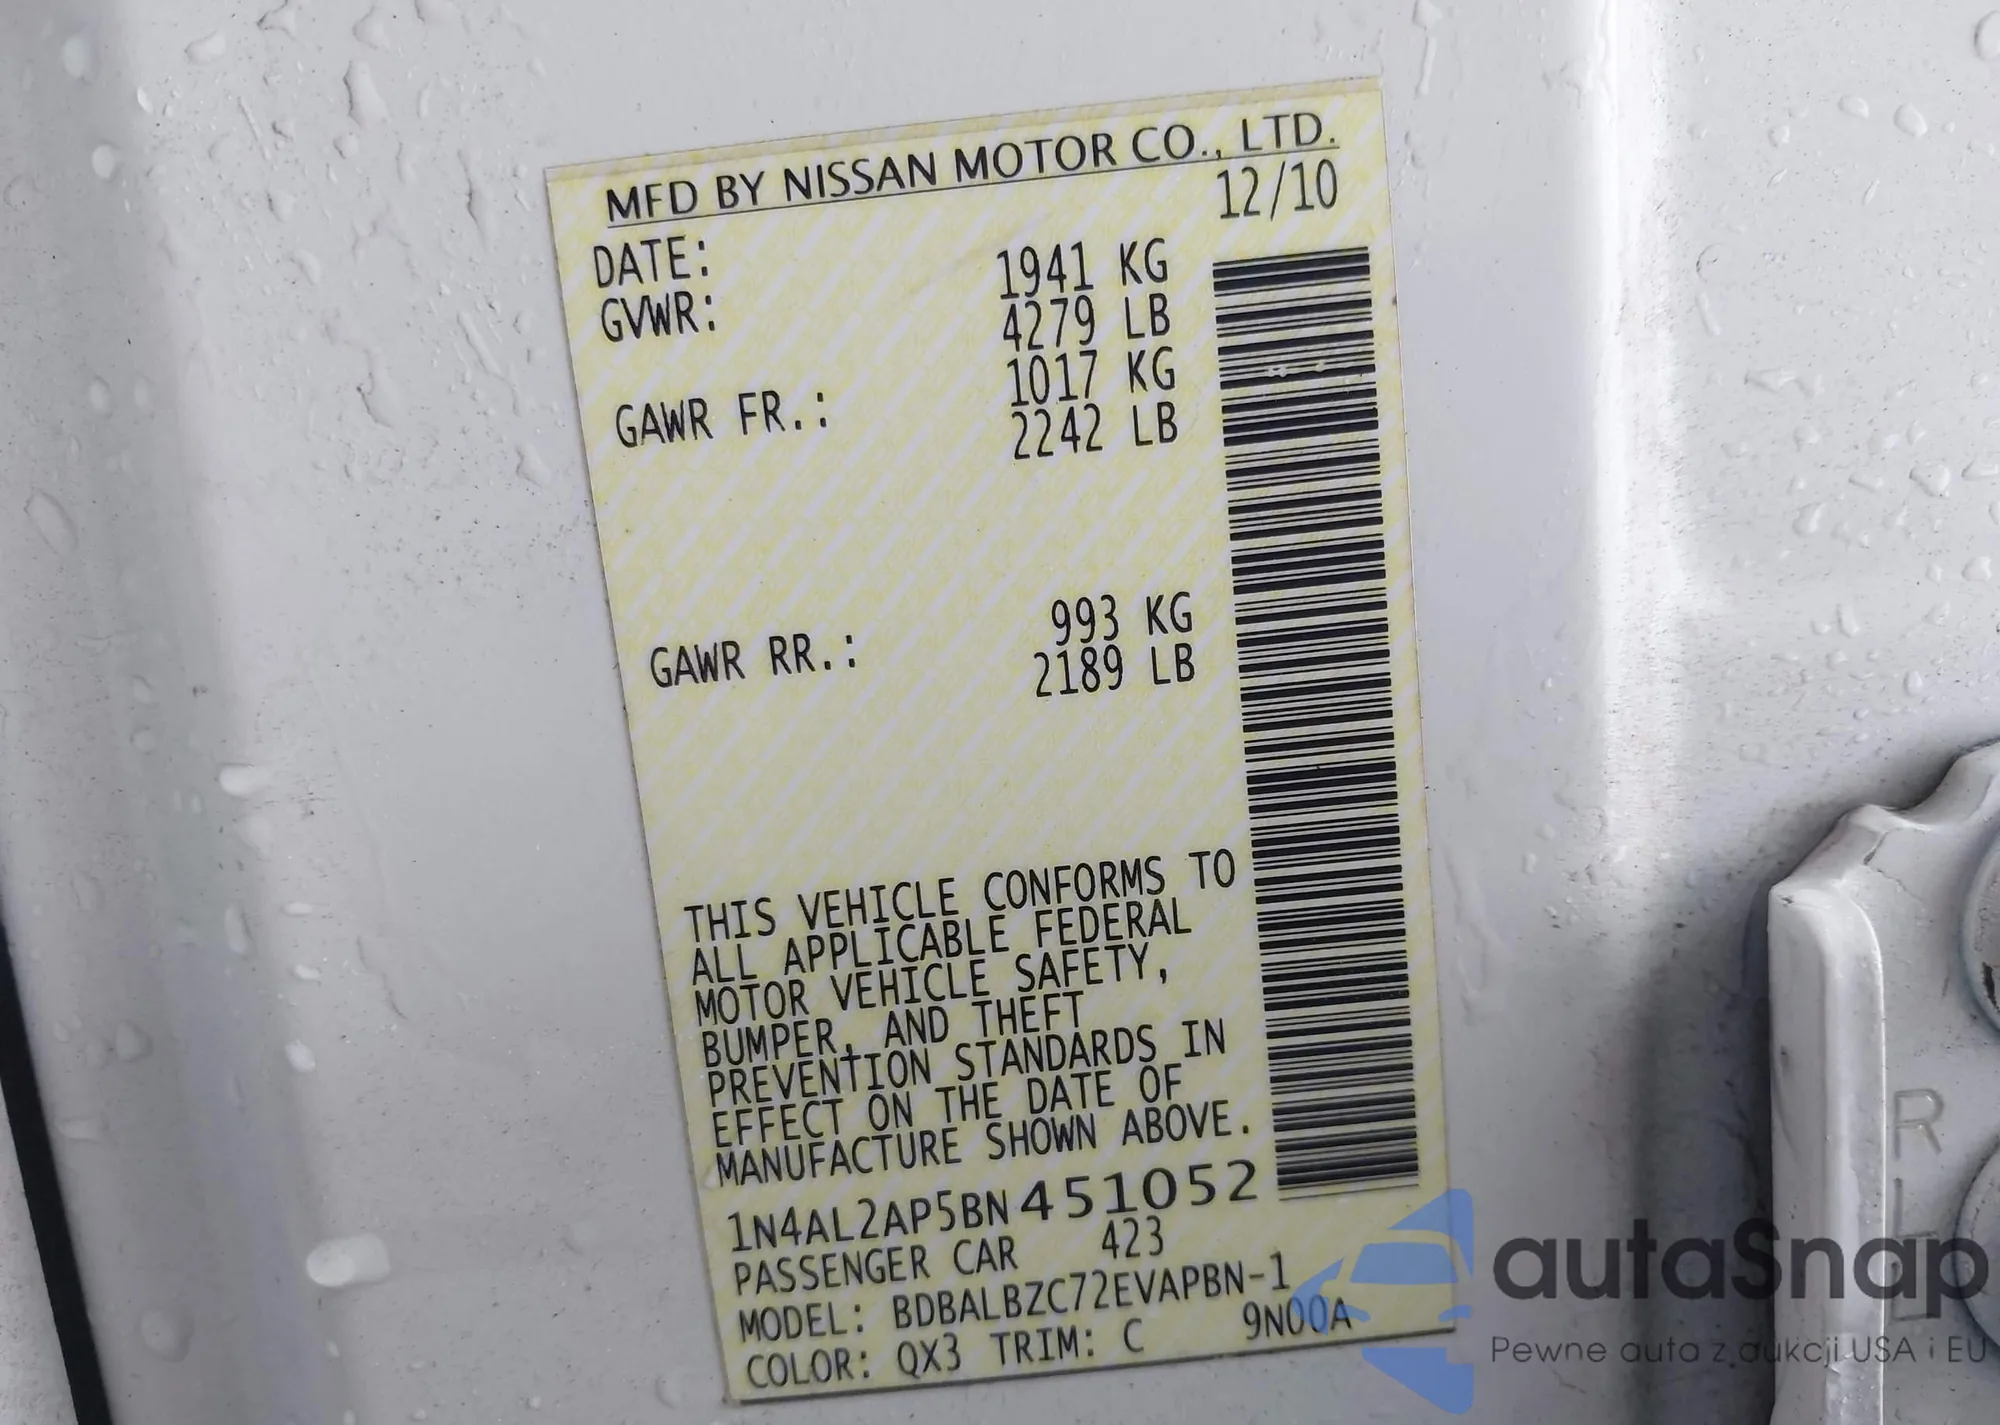 MFD BY NISSAN MOTOR CO., LTD.
12/10
DATE:
GVWR: 1941 KG
4279 LB
GAWR FR.: 1017 KG
2242 LB
GAWR RR.: 993 KG
2189 LB
THIS VEHICLE CONFORMS TO
ALL APPLICABLE FEDERAL
MOTOR VEHICLE SAFETY,
BUMPER, AND THEFT
PREVENTION STANDARDS IN
EFFECT ON THE DATE OF
MANUFACTURE SHOWN ABOVE.
1N4AL2AP5BN451052
PASSENGER CAR 423
MODEL: BDBALBZC72EVAPBN-1
COLOR: QX3 TRIM: C 9N00A
autaSnap
Pewne auta z aukcji USA i EU